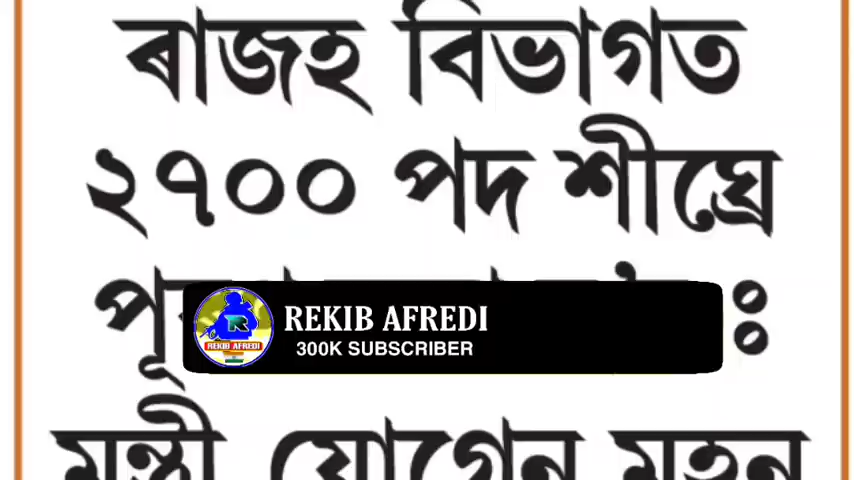 ৰাজহ বিভাগত
২৭০০ পদ শীঘ্ৰে
REKIB AFREDI
300K SUBSCRIBER
REKIB AFREDI
মন্ত্ৰী যোগেন মহন